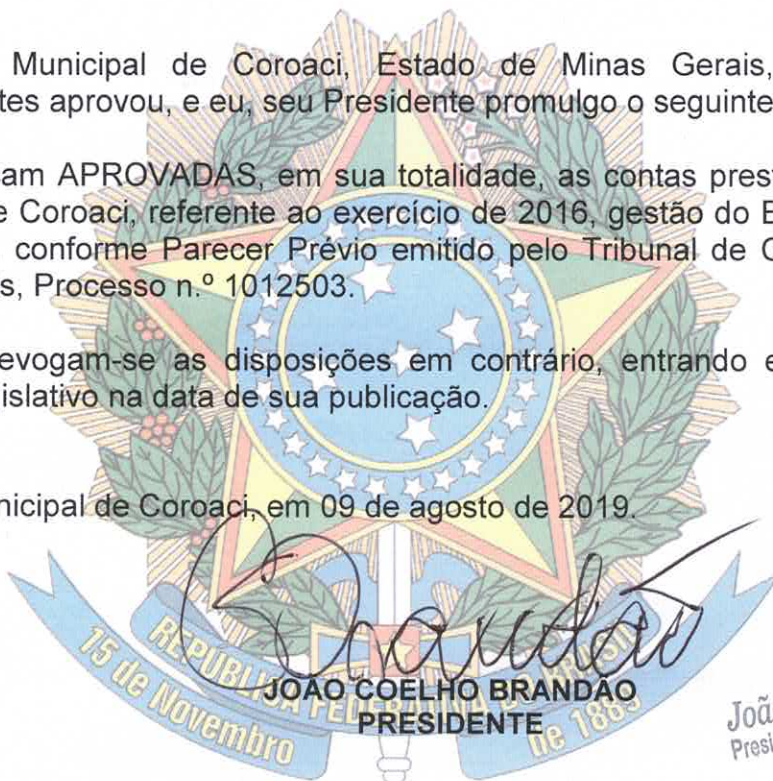 Municipal de Coroaci, Estado de Minas Gerais,
tes aprovou, e eu, seu Presidente promulgo o seguinte
am APROVADAS, em sua totalidade, as contas prest
e Coroaci, referente ao exercício de 2016, gestão do E
conforme Parecer Prévio emitido pelo Tribunal de C
s, Processo n.º 1012503.
evogam-se as disposições em contrário, entrando e
islativo na data de sua publicação.
nicipal de Coroaci, em 09 de agosto de 2019.
Brandão
JOÃO COELHO BRANDÃO
PRESIDENTE
REPÚBLICA FEDERATIVA DO BRASIL
15 de Novembro
de 1889
Joã
Presi